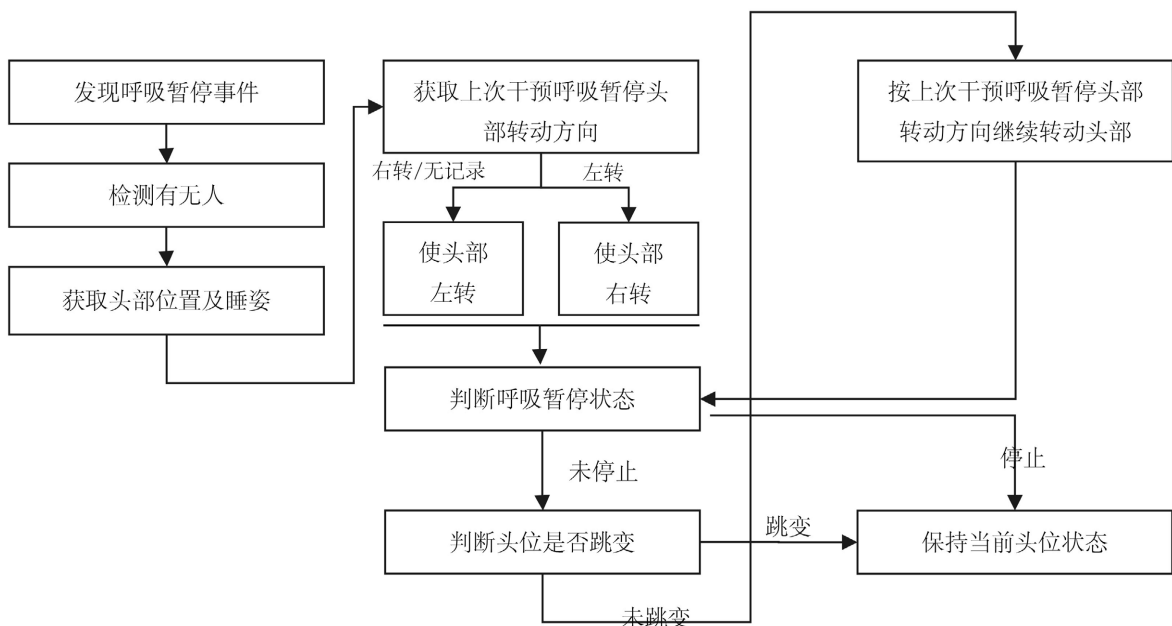 发现呼吸暂停事件
检测有无人
获取头部位置及睡姿
获取上次干预呼吸暂停头
部转动方向
右转/无记录
左转
使头部
左转
使头部
右转
判断呼吸暂停状态
未停止
判断头位是否跳变
未跳变
跳变
按上次干预呼吸暂停头部
转动方向继续转动头部
停止
保持当前头位状态